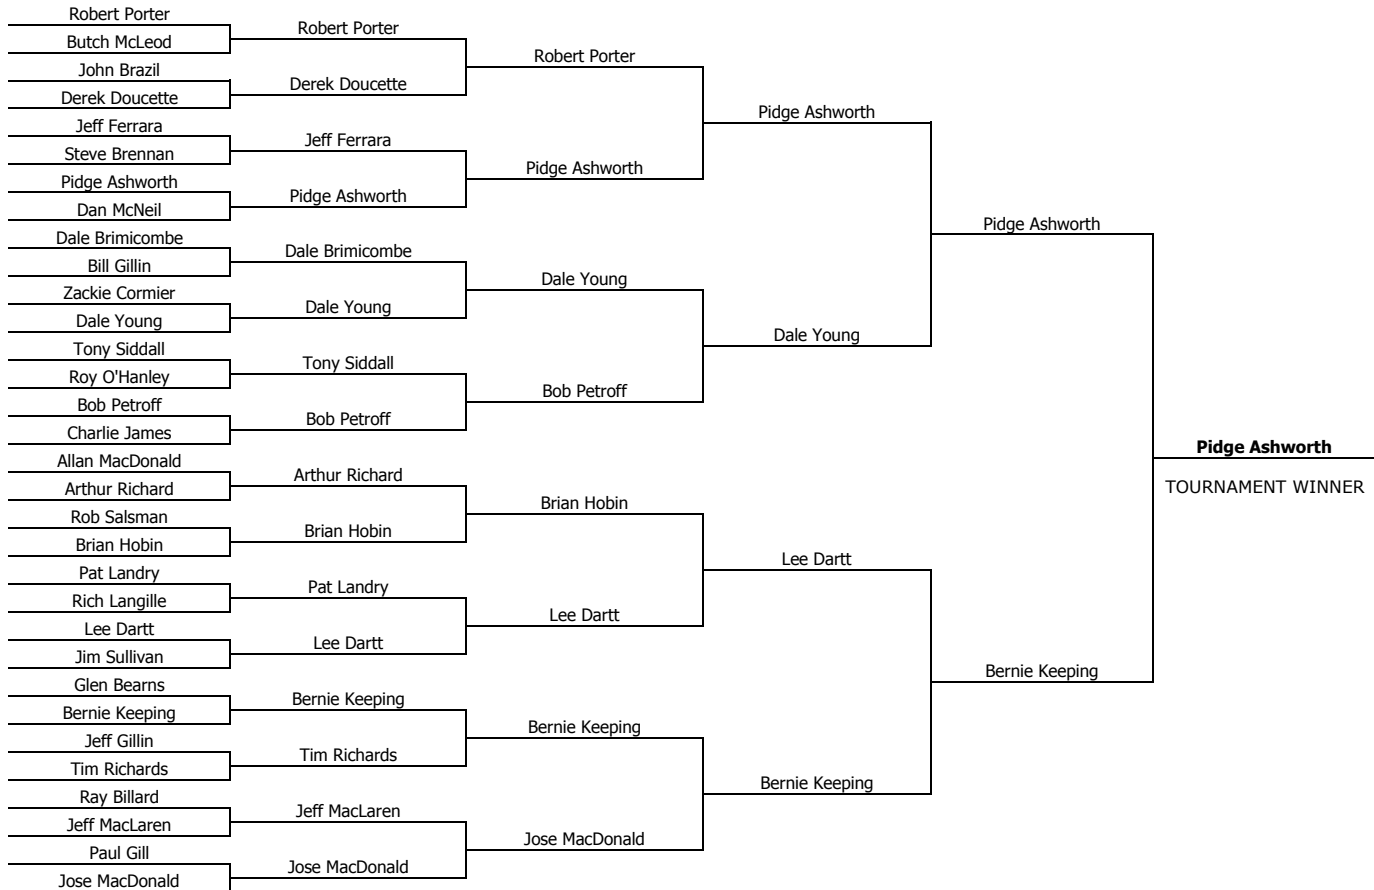 Robert Porter
Butch McLeod
John Brazil
Derek Doucette
Jeff Ferrara
Steve Brennan
Pidge Ashworth
Dan McNeil
Dale Brimicombe
Bill Gillin
Zackie Cormier
Dale Young
Tony Siddall
Roy O'Hanley
Bob Petroff
Charlie James
Allan MacDonald
Arthur Richard
Rob Salsman
Brian Hobin
Pat Landry
Rich Langille
Lee Dartt
Jim Sullivan
Glen Bearns
Bernie Keeping
Jeff Gillin
Tim Richards
Ray Billard
Jeff MacLaren
Paul Gill
Jose MacDonald
Robert Porter
Derek Doucette
Jeff Ferrara
Pidge Ashworth
Dale Brimicombe
Dale Young
Tony Siddall
Bob Petroff
Arthur Richard
Brian Hobin
Pat Landry
Lee Dartt
Bernie Keeping
Tim Richards
Jeff MacLaren
Jose MacDonald
Robert Porter
Pidge Ashworth
Dale Young
Bob Petroff
Brian Hobin
Lee Dartt
Bernie Keeping
Jose MacDonald
Pidge Ashworth
Dale Young
Lee Dartt
Bernie Keeping
Pidge Ashworth
Bernie Keeping
Pidge Ashworth
TOURNAMENT WINNER